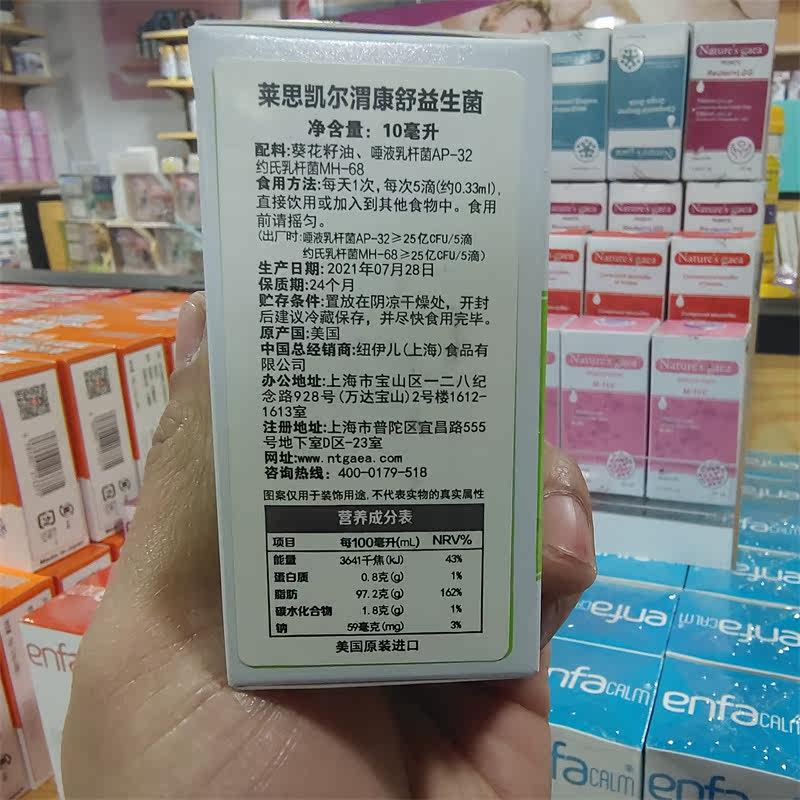 莱思凯尔渭康舒益生菌
净含量：10毫升
配料:葵花籽油、唾液乳杆菌AP-32
约氏乳杆菌MH-68
食用方法:每天1次，每次5滴(约0.33ml)，
直接饮用或加入到其他食物中。食用
前请摇匀。
(出厂时:唾液乳杆菌AP-32≥25亿CFU/5滴
约氏乳杆菌MH-68≥25亿CFU/5滴)
生产日期:2021年07月28日
保质期:24个月
贮存条件:置放在阴凉干燥处，开封
后建议冷藏保存，并尽快食用完毕。
原产国:美国
中国总经销商:纽伊儿(上海)食品有
限公司
办公地址:上海市宝山区一二八纪
念路928号(万达宝山)2号楼1612-
1613室
注册地址:上海市普陀区宜昌路555
号地下室D区-23室
网址:www.ntgaea.com
咨询热线：400-0179-518
图案仅用于装饰用途，不代表实物的真实属性
营养成分表
项目 每100毫升(mL) NRV%
能量 3641千焦(kJ) 43%
蛋白质 0.8克(g) 1%
脂肪 97.2克(g) 162%
碳水化合物 1.8克(g) 1%
钠 59毫克(mg) 3%
美国原装进口
Nature's gaea
Nature's gaea
Nature's gaea
Nature's gaea
Nature's gaea
Nature's gaea
Nature's gaea
enfa
enfa
enfaCALM
enfaCALM